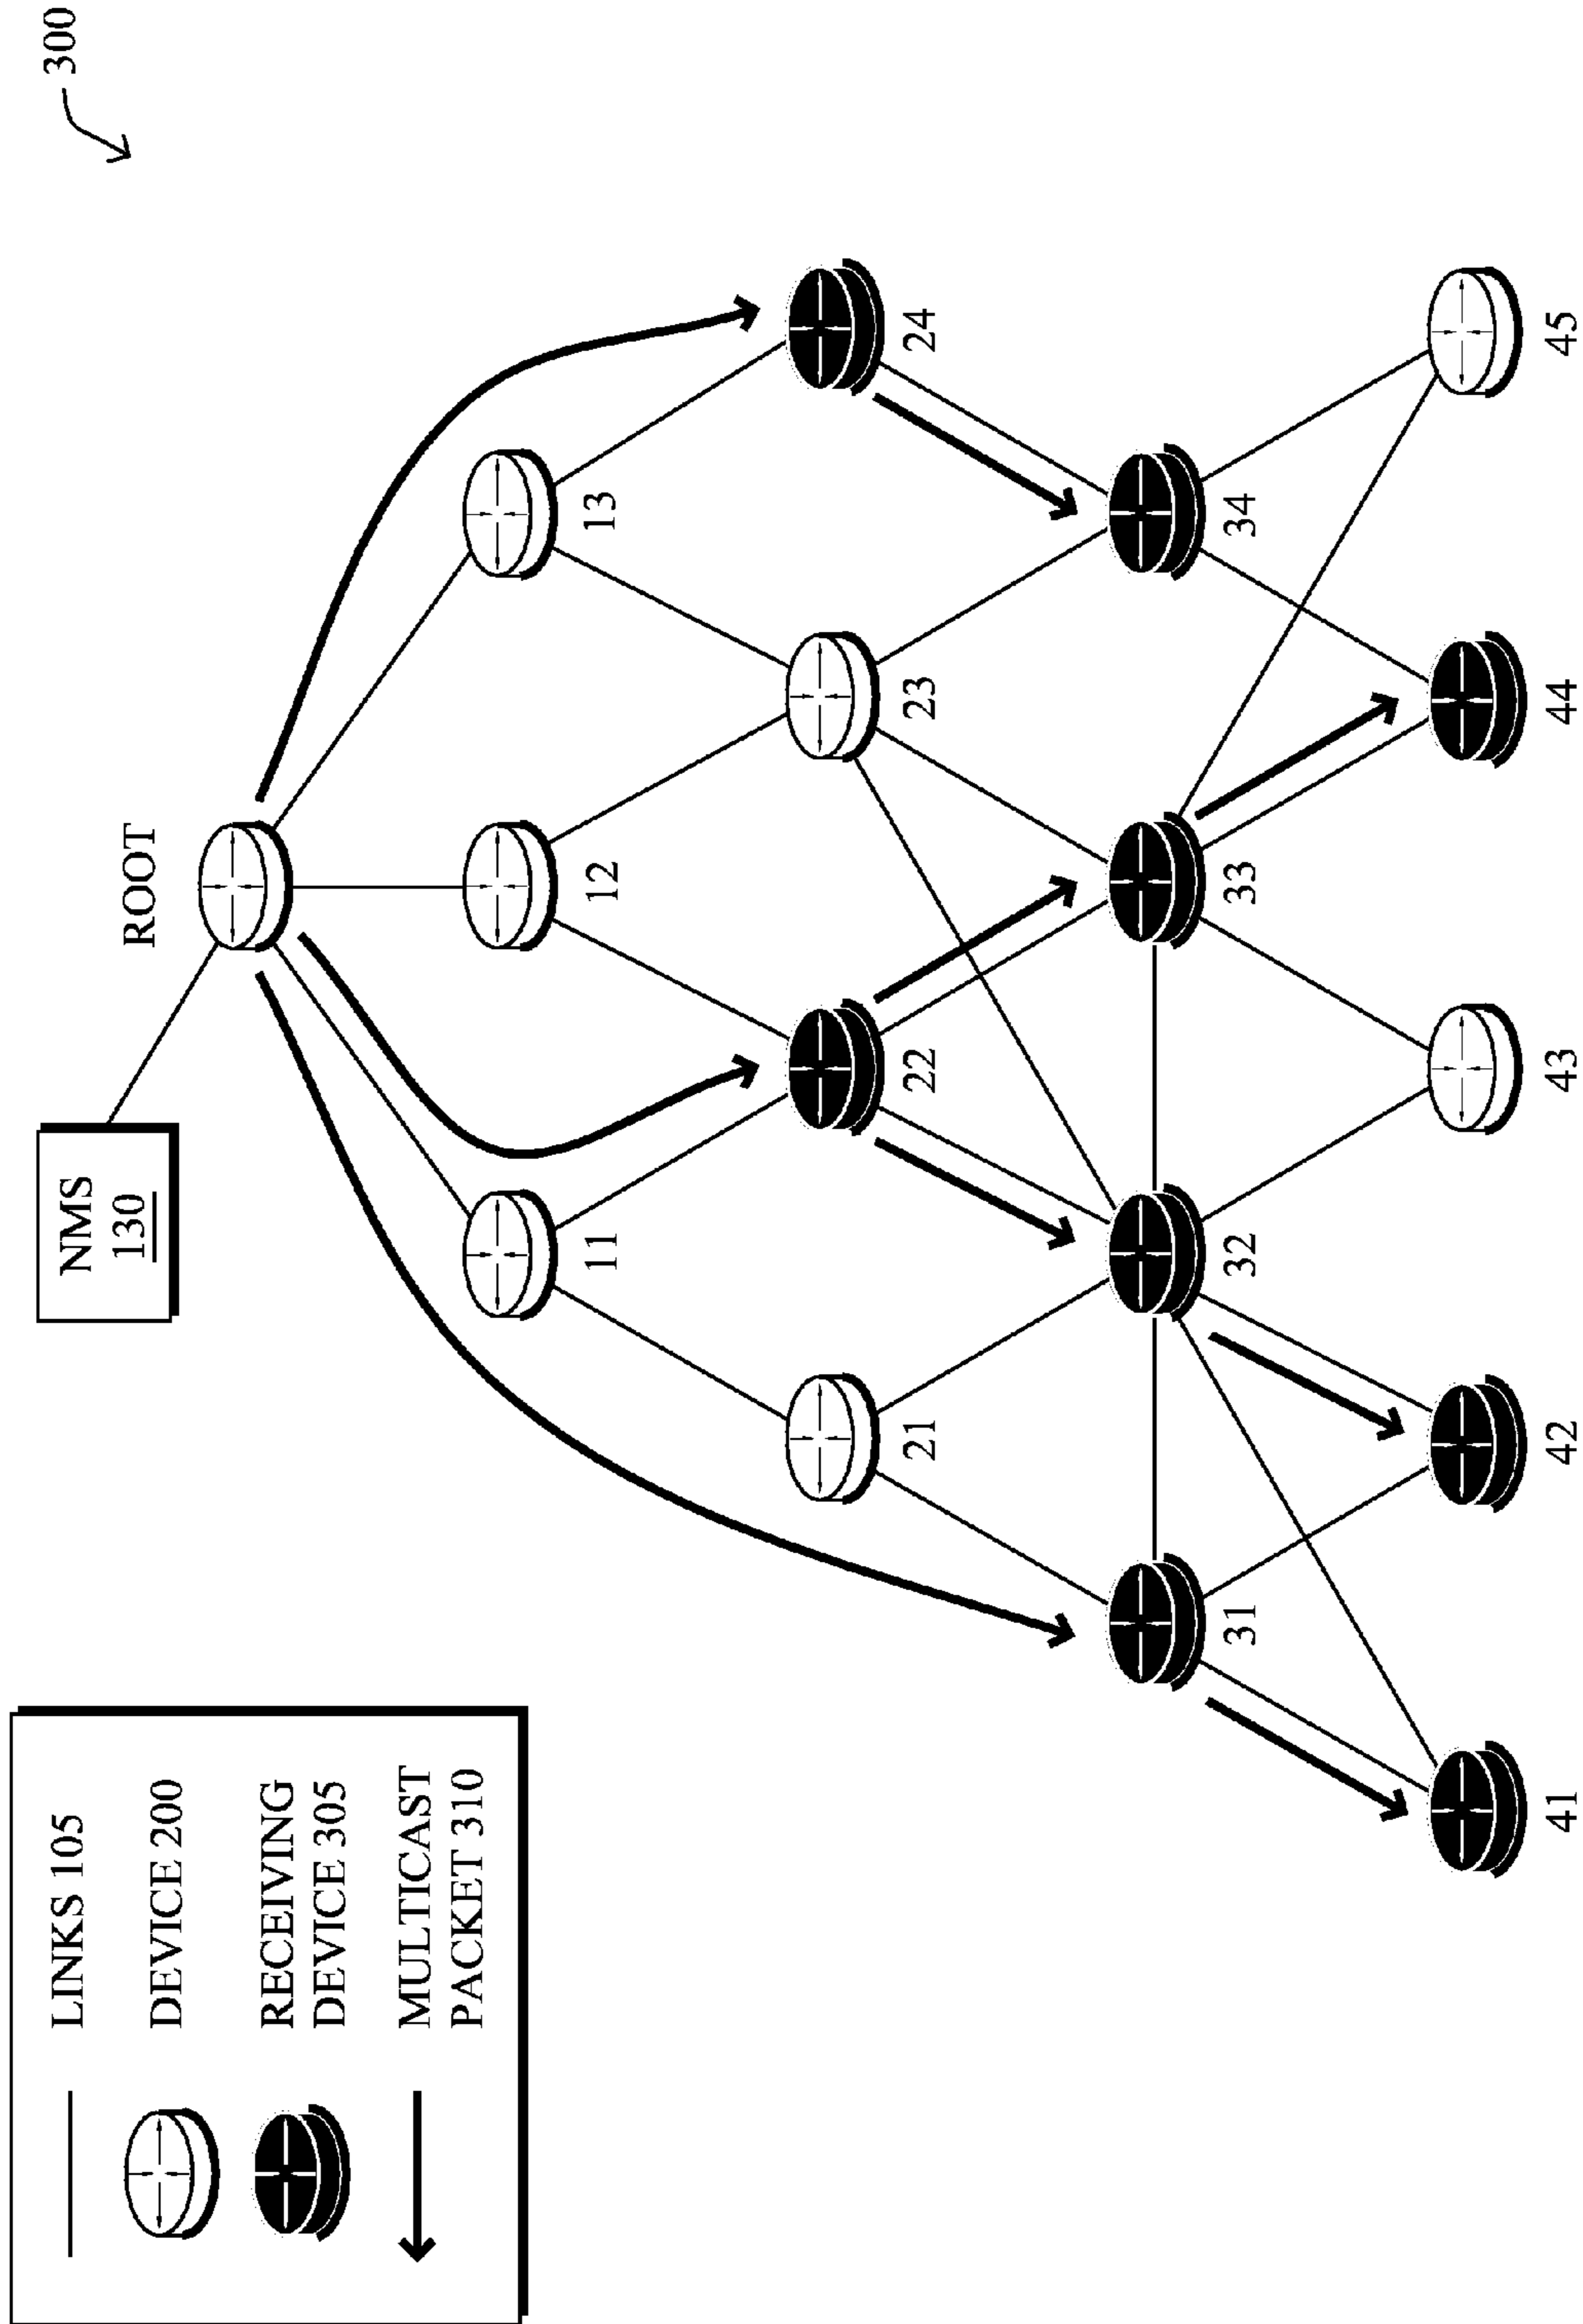 LINKS 105
DEVICE 200
RECEIVING
DEVICE 305
MULTICAST
PACKET 310
300
NMS
130
ROOT
11
12
13
21
22
23
24
31
32
33
34
41
42
43
44
45